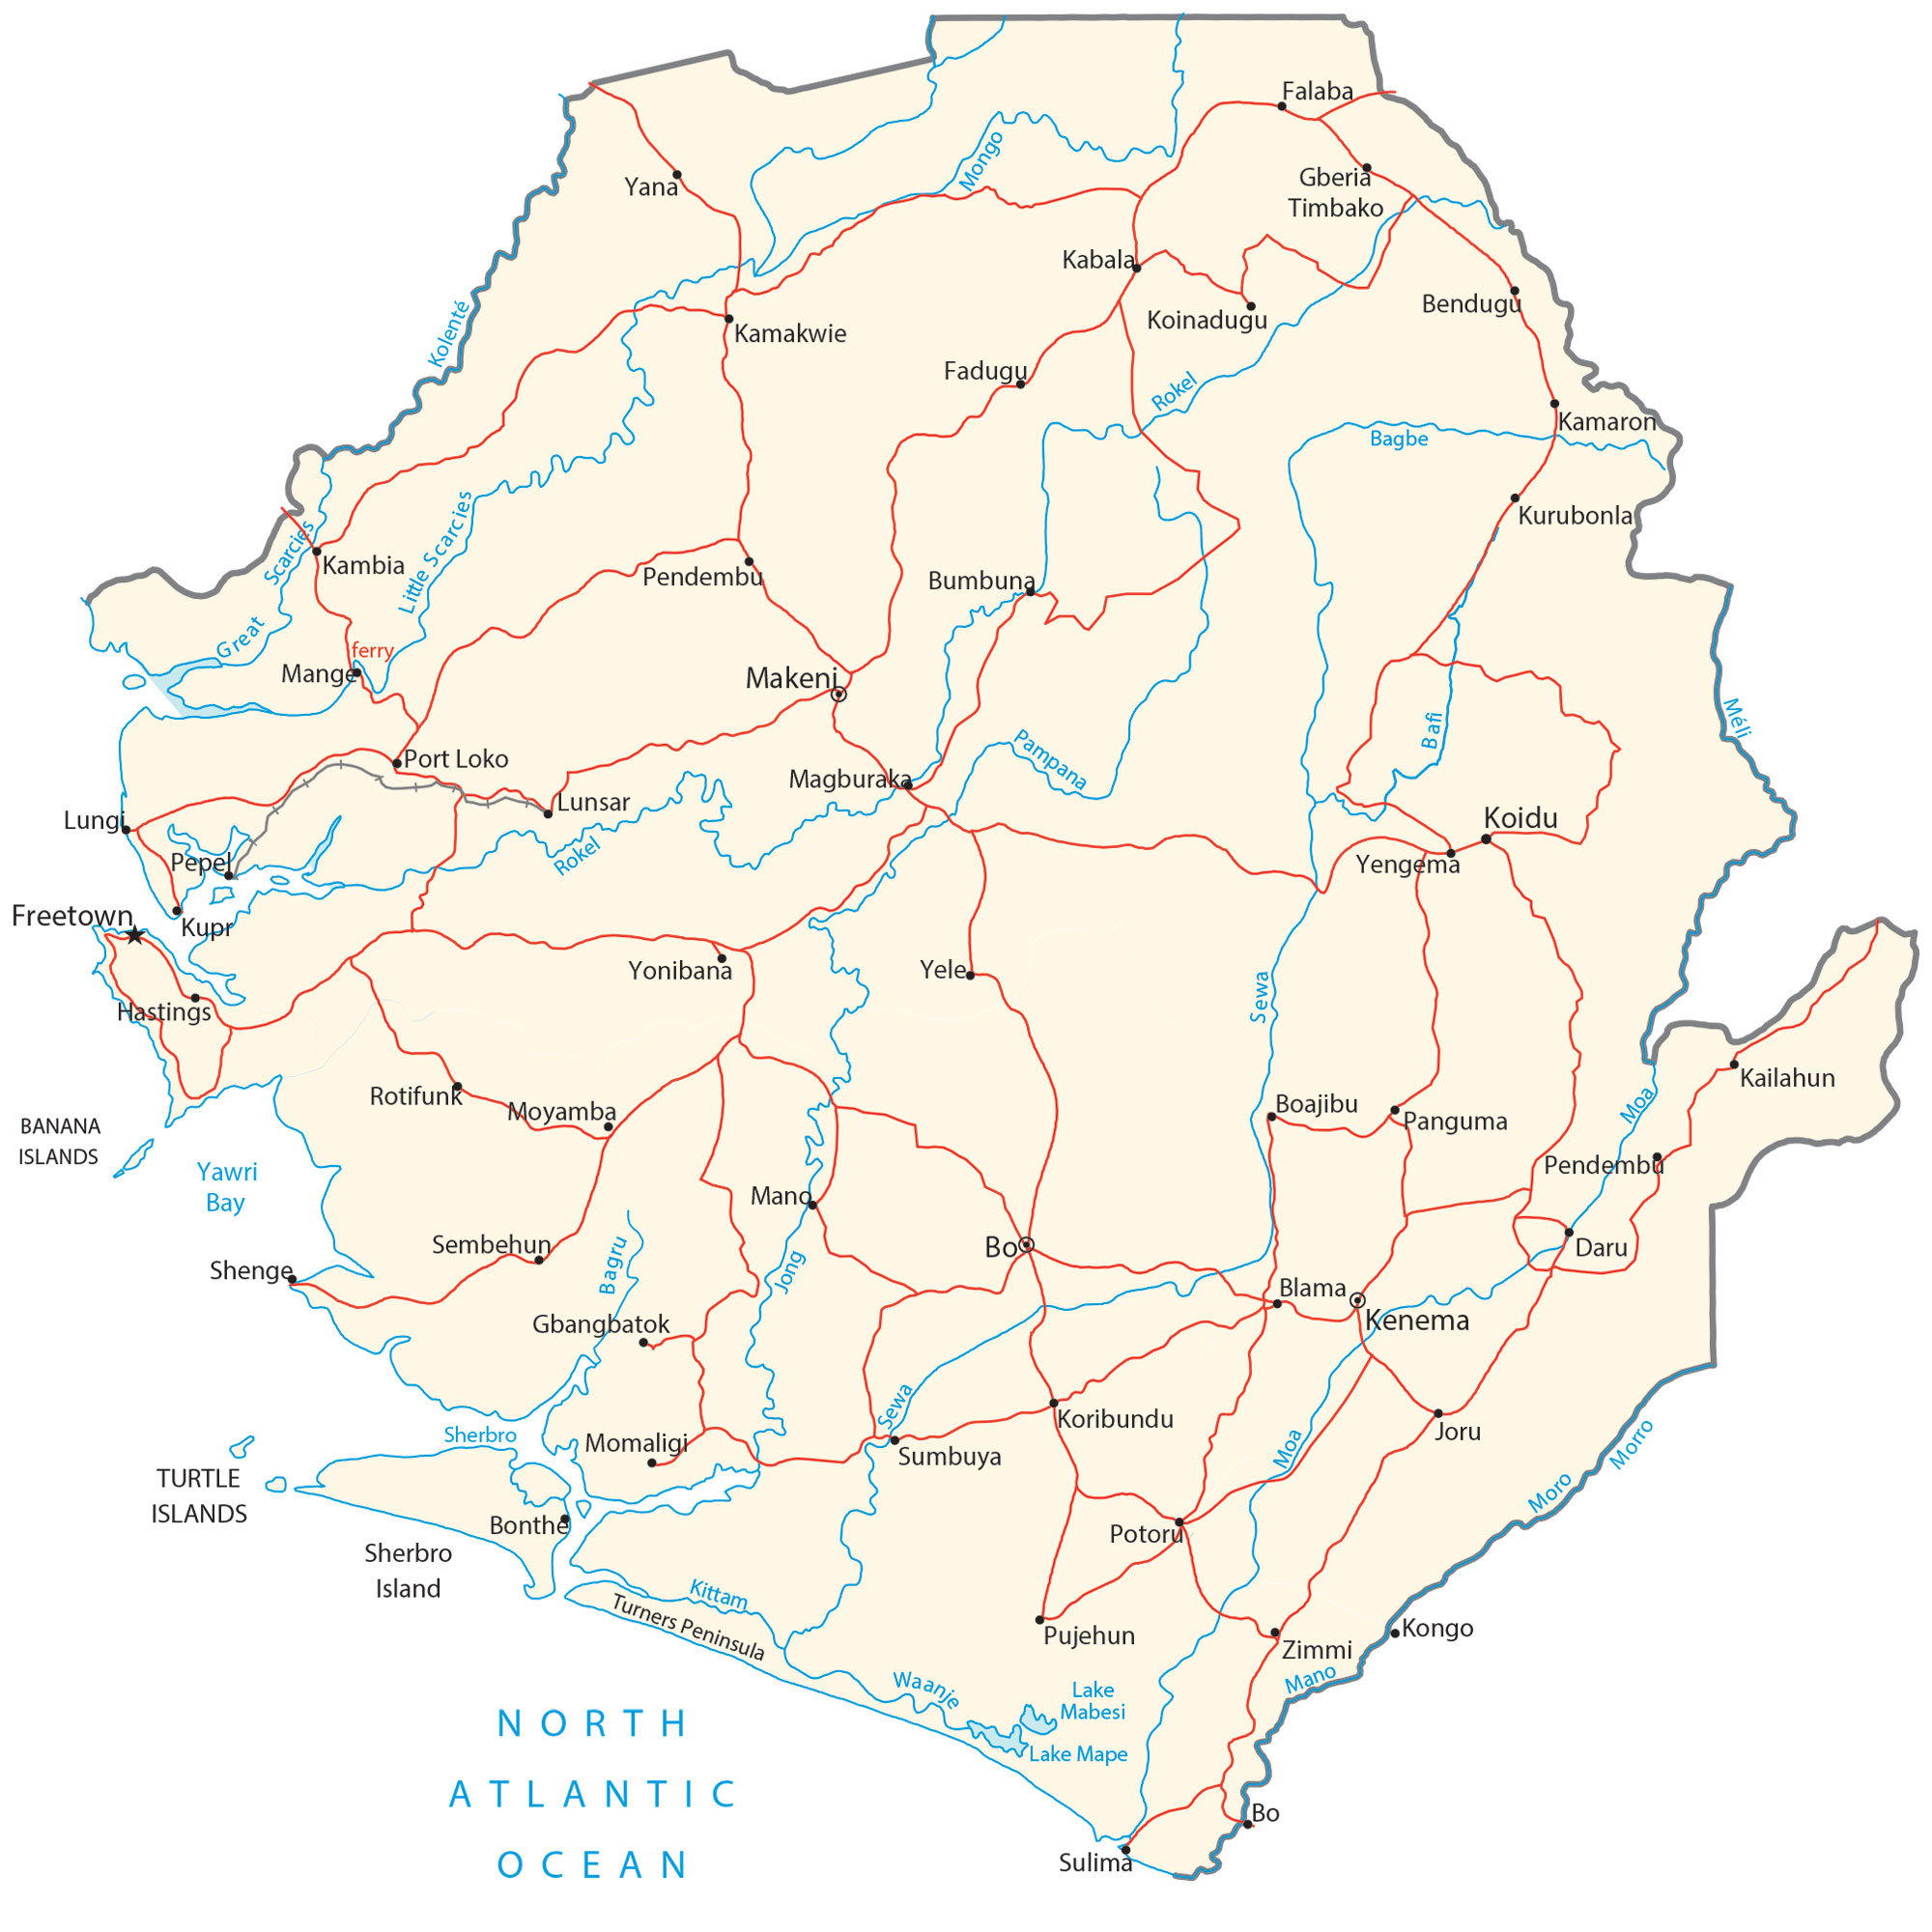 Falaba
Yana
Mongo
Gberia
Timbako
Kabala
Bendugu
Koinadugu
Kolenté
Kamakwie
Fadugu
Rokel
Kamaron
Bagbe
Kurubonla
Great Scarcies
Little Scarcies
Kambia
Pendembu
Bumbuna
ferry
Mange
Makeni
Bafi
Méli
Pampana
Port Loko
Magburaka
Lunsar
Lungi
Koidu
Rokel
Pepel
Yengema
Freetown
Kupr
Yonibana
Yele
Sewa
Hastings
Kailahun
Rotifunk
Moyamba
Boajibu
Panguma
Moa
BANANA
ISLANDS
Yawri
Bay
Pendembu
Mano
Sembehun
Bo
Daru
Shenge
Bagru
Jong
Blama
Kenema
Gbangbatok
Sewa
Koribundu
Joru
Sherbro
Momaligi
Sumbuya
Moa
Morro
TURTLE
ISLANDS
Moro
Bonthe
Potoru
Sherbro
Island
Kittam
Turners Peninsula
Pujehun
Zimmi
Kongo
Mano
Waanje
Lake
Mabesi
Lake Mape
NORTH
ATLANTIC
OCEAN
Bo
Sulima